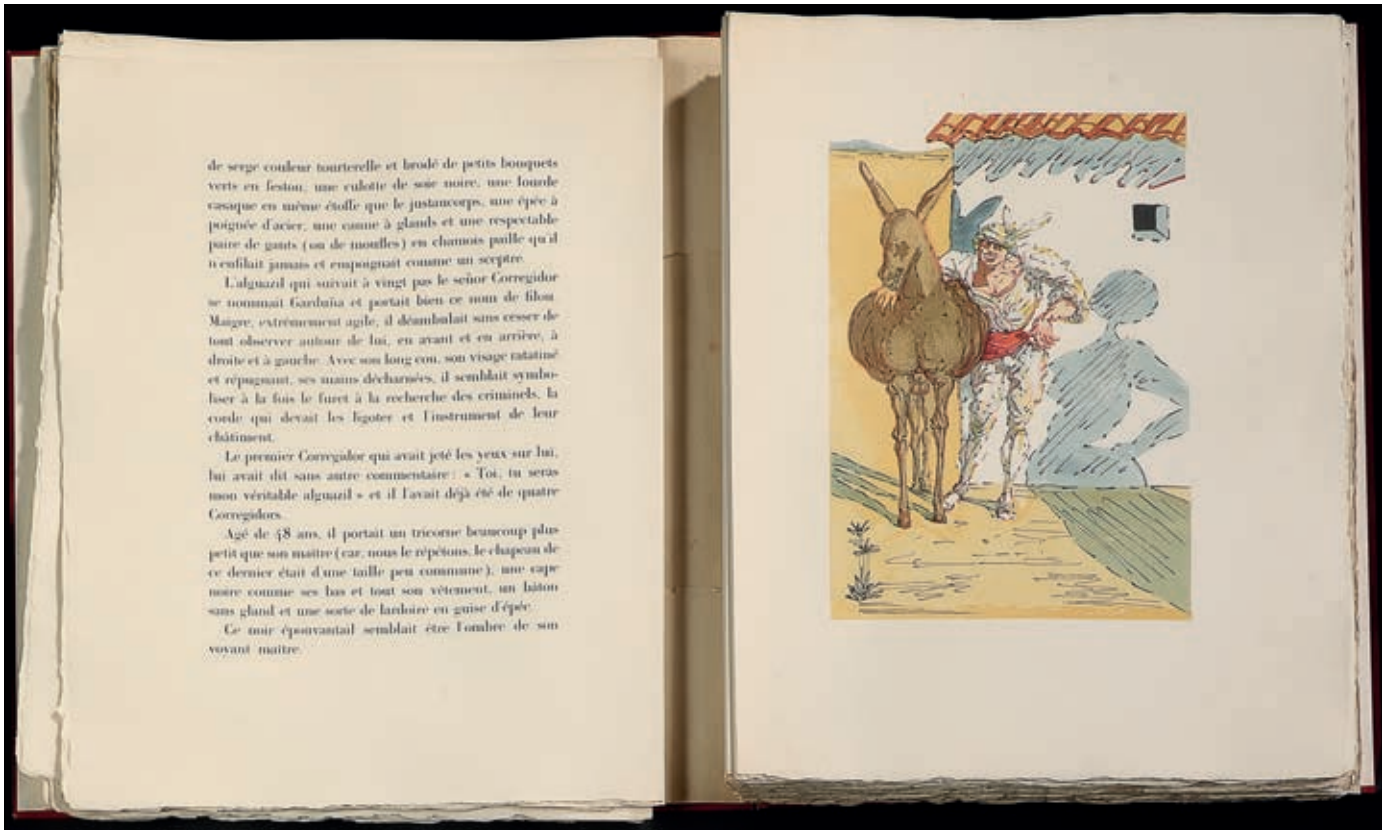 de serge couleur tourterelle et brodé de petits bouquets
verts en feston, une culotte de soie noire, une lourde
casaque en même étoffe que le justaucorps, une épée à
poignée d'acier, une canne à glands et une respectable
paire de gants (ou de moufles) en chamois paille qu'il
n'enfilait jamais et empoignait comme un sceptre.
L'alguazil qui suivait à vingt pas le señor Corregidor
se nommait Garduña et portait bien ce nom de filou.
Maigre, extrêmement agile, il déambulait sans cesser de
tout observer autour de lui, en avant et en arrière, à
droite et à gauche. Avec son long cou, son visage ratatiné
et répugnant, ses mains décharnées, il semblait symbo-
liser à la fois le furet à la recherche des criminels, la
corde qui devait les ligoter et l'instrument de leur
châtiment.
Le premier Corregidor qui avait jeté les yeux sur lui,
lui avait dit sans autre commentaire : « Toi, tu seras
mon véritable alguazil » et il l'avait déjà été de quatre
Corregidors.
Agé de 48 ans, il portait un tricorne beaucoup plus
petit que son maître (car, nous le répétons, le chapeau de
ce dernier était d'une taille peu commune), une cape
noire comme ses bas et tout son vêtement, un bâton
sans gland et une sorte de lardoire en guise d'épée.
Ce noir épouvantail semblait être l'ombre de son
voyant maître.